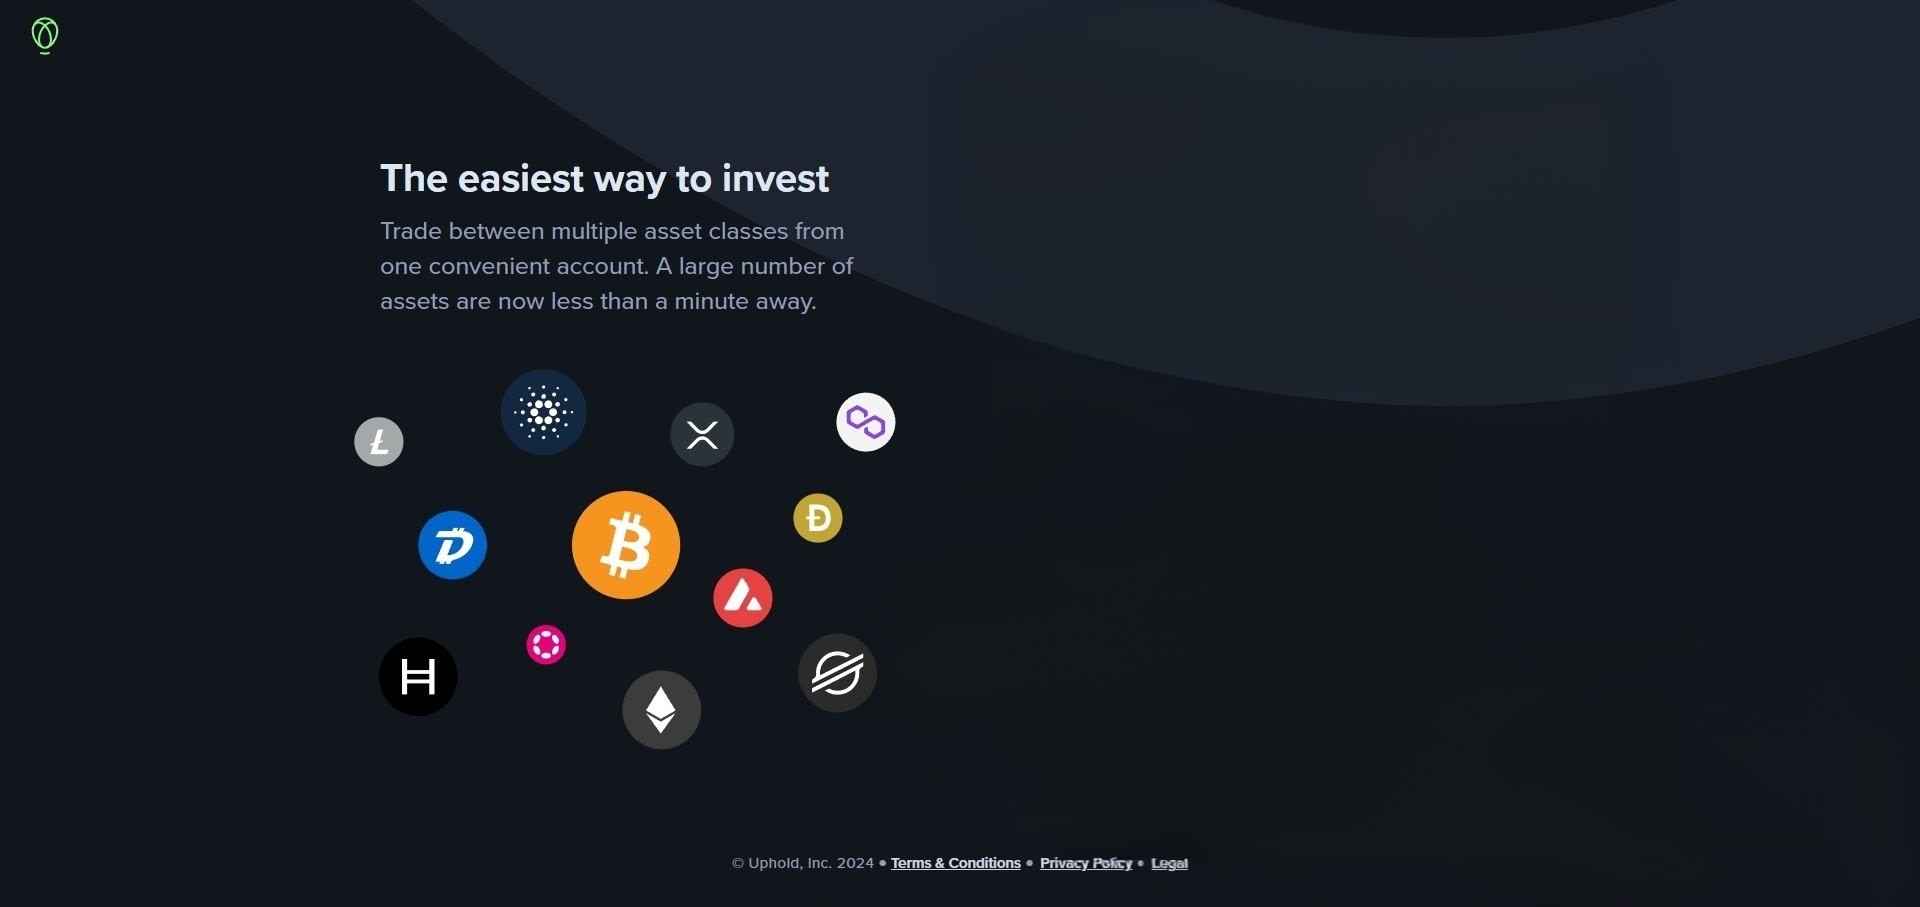 The easiest way to invest
Trade between multiple asset classes from
one convenient account. A large number of
assets are now less than a minute away.
© Uphold, Inc. 2024 • Terms & Conditions • Privacy Policy • Legal